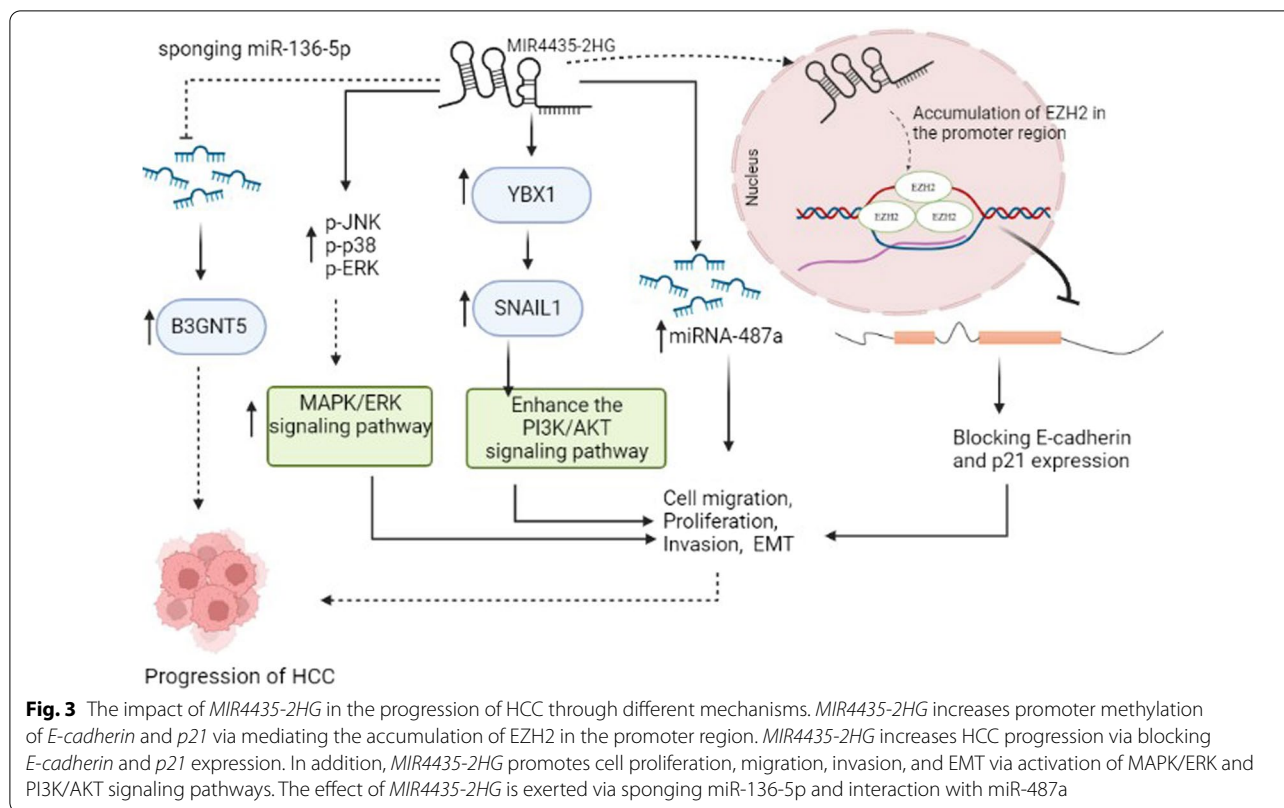 sponging miR-136-5p
MIR4435-2HG
Accumulation of EZH2 in
the promoter region
Nucleus
EZH2
EZH2
EZH2
YBX1
p-JNK
p-p38
p-ERK
SNAIL1
B3GNT5
miRNA-487a
MAPK/ERK
signaling pathway
Enhance the
PI3K/AKT
signaling pathway
Blocking E-cadherin
and p21 expression
Cell migration,
Proliferation,
Invasion, EMT
Progression of HCC
Fig. 3 The impact of MIR4435-2HG in the progression of HCC through different mechanisms. MIR4435-2HG increases promoter methylation
of E-cadherin and p21 via mediating the accumulation of EZH2 in the promoter region. MIR4435-2HG increases HCC progression via blocking
E-cadherin and p21 expression. In addition, MIR4435-2HG promotes cell proliferation, migration, invasion, and EMT via activation of MAPK/ERK and
PI3K/AKT signaling pathways. The effect of MIR4435-2HG is exerted via sponging miR-136-5p and interaction with miR-487a